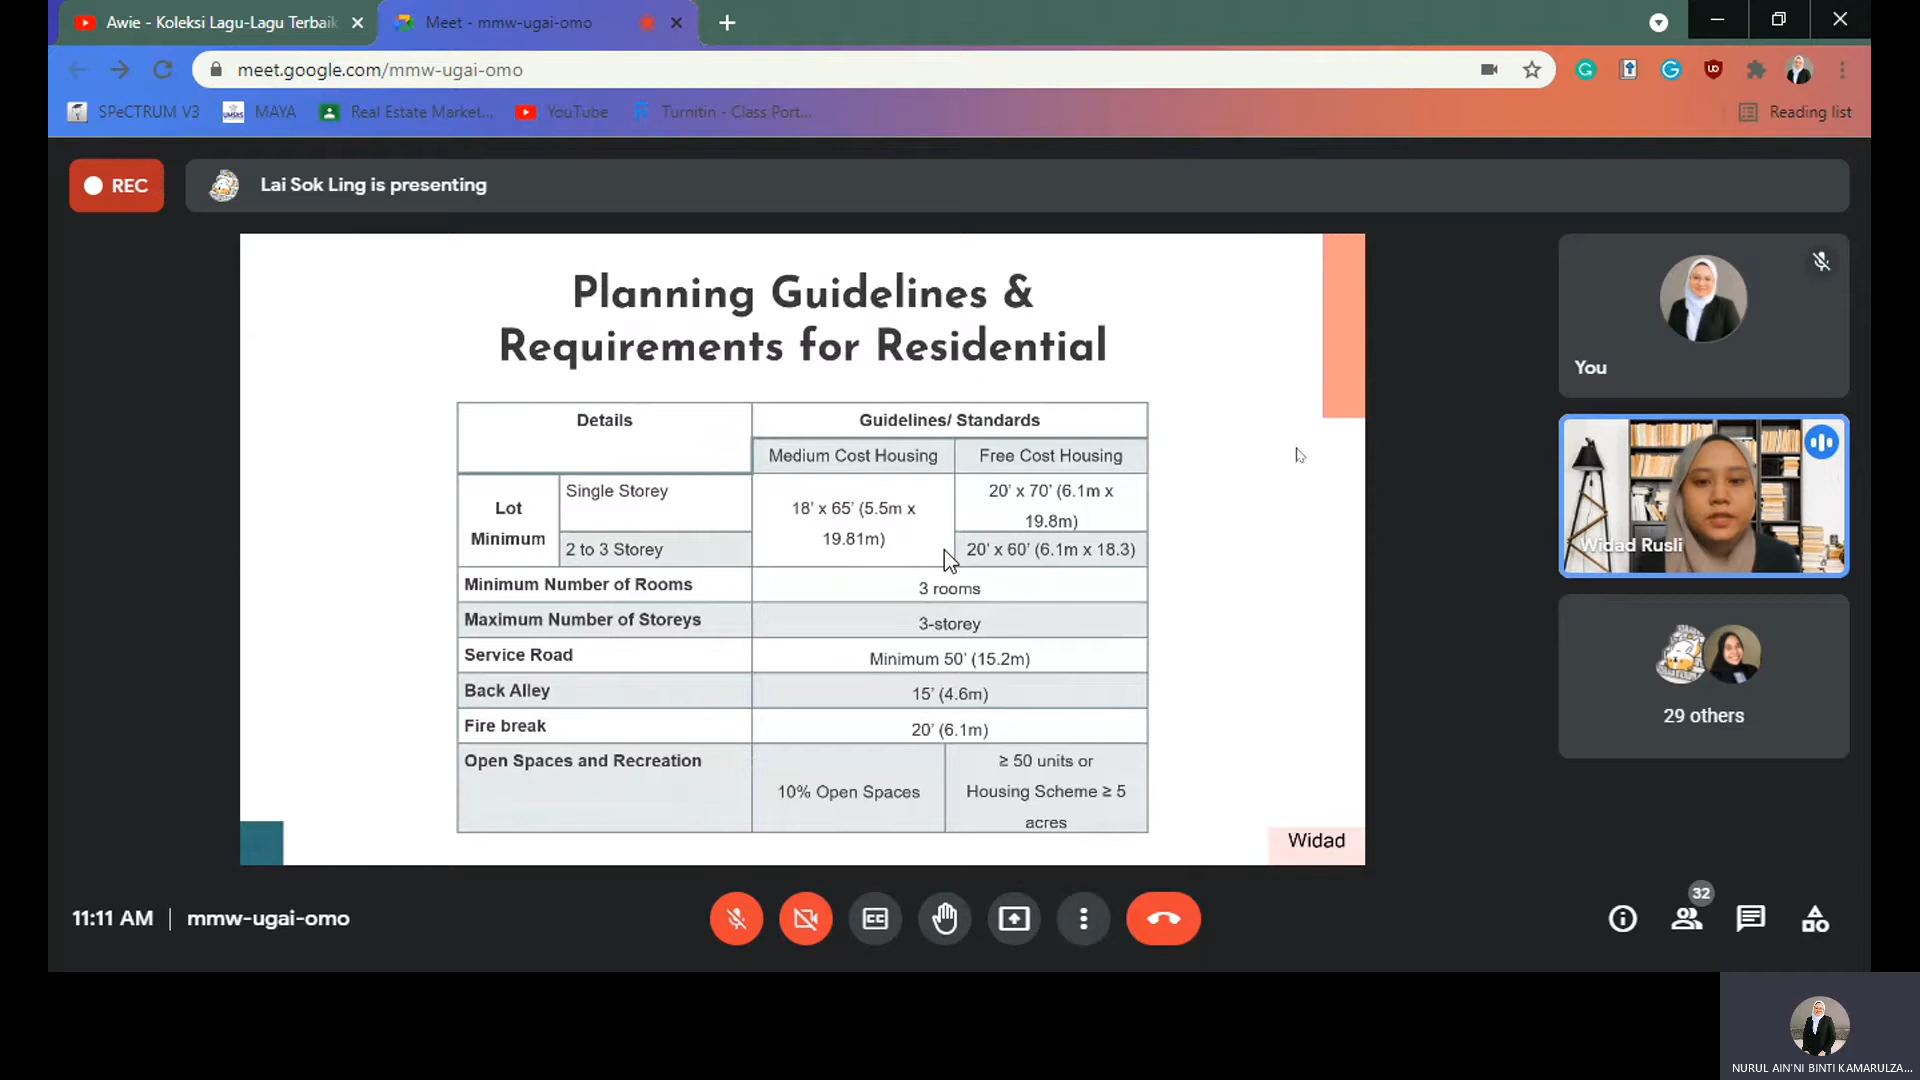 Awie - Koleksi Lagu-Lagu Terbaik
Meet - mmw-ugai-omo
meet.google.com/mmw-ugai-omo
SPeCTRUM V3
MAYA
Real Estate Market...
YouTube
Turnitin - Class Port...
Reading list
REC
Lai Sok Ling is presenting
Planning Guidelines &
Requirements for Residential
Details
Guidelines/ Standards
Medium Cost Housing
Free Cost Housing
Lot
Minimum
Single Storey
18’ x 65’ (5.5m x
19.81m)
20’ x 70’ (6.1m x
19.8m)
2 to 3 Storey
20’ x 60’ (6.1m x 18.3)
Minimum Number of Rooms
3 rooms
Maximum Number of Storeys
3-storey
Service Road
Minimum 50’ (15.2m)
Back Alley
15’ (4.6m)
Fire break
20’ (6.1m)
Open Spaces and Recreation
10% Open Spaces
≥ 50 units or
Housing Scheme ≥ 5
acres
Widad
You
Widad Rusli
29 others
11:11 AM | mmw-ugai-omo
CC
32
NURUL AIN'NI BINTI KAMARULZA...